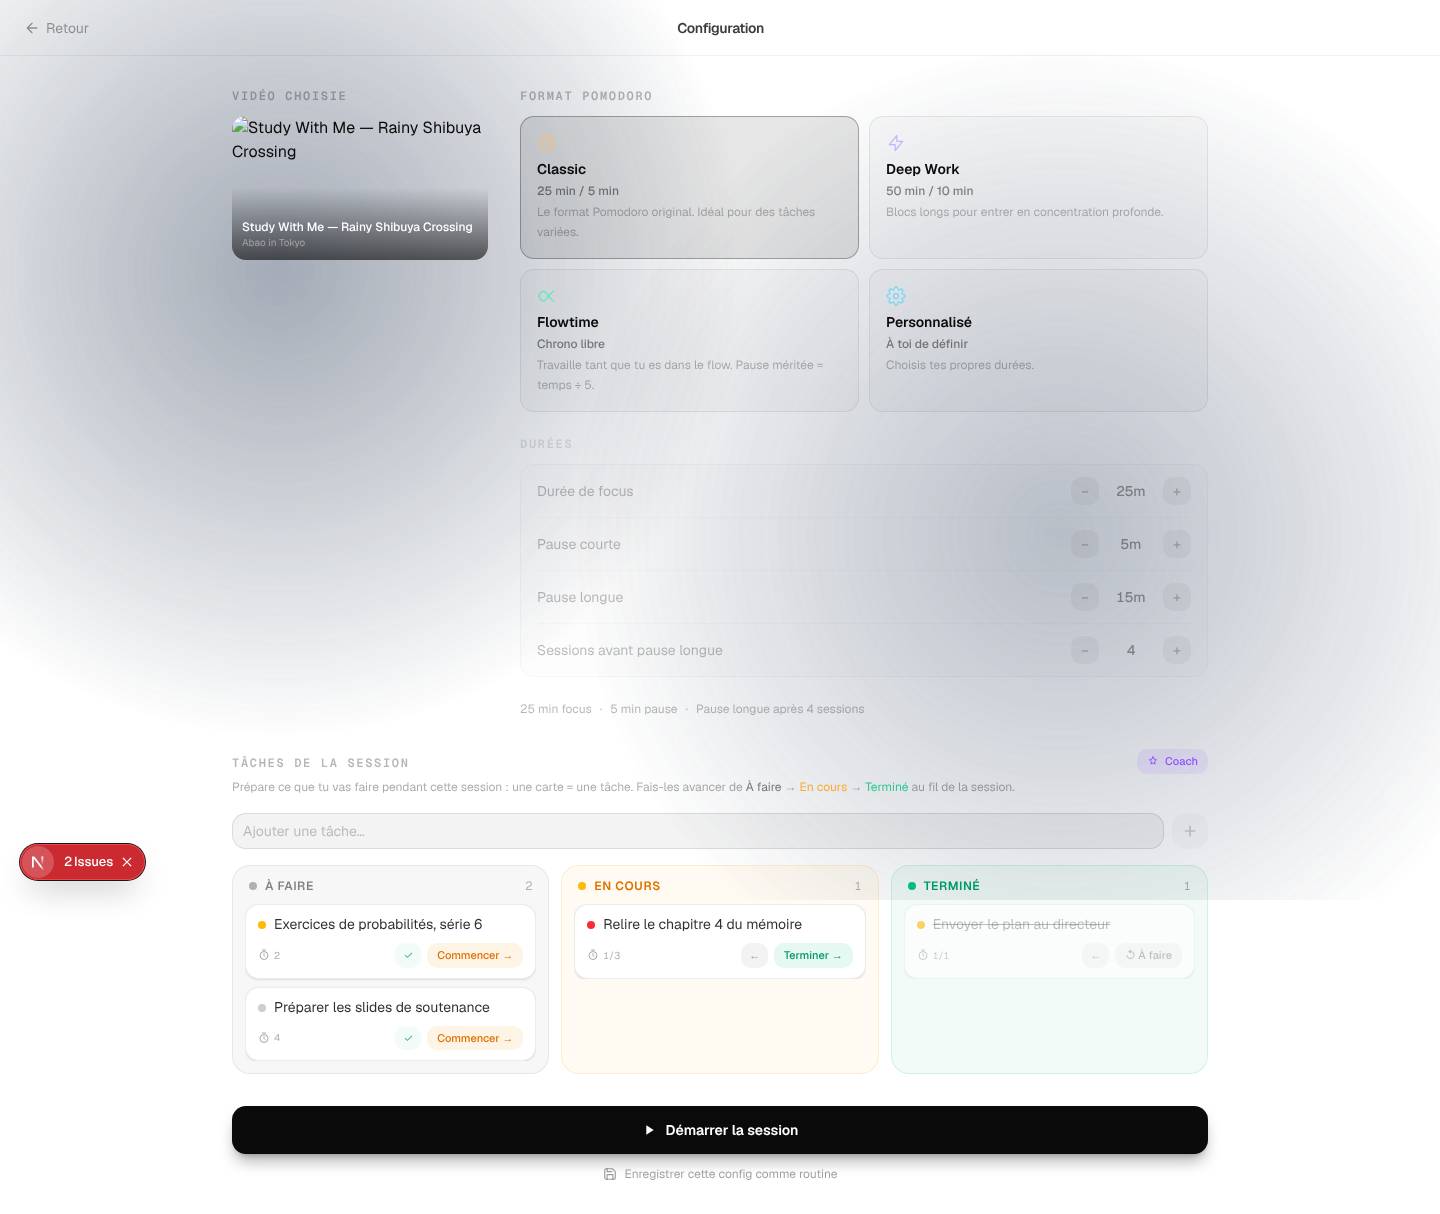 ← Retour
Configuration
VIDÉO CHOISIE
Study With Me — Rainy Shibuya
Crossing
Study With Me — Rainy Shibuya Crossing
Abao in Tokyo
FORMAT POMODORO
Classic
25 min / 5 min
Le format Pomodoro original. Idéal pour des tâches
variées.
Deep Work
50 min / 10 min
Blocs longs pour entrer en concentration profonde.
Flowtime
Chrono libre
Travaille tant que tu es dans le flow. Pause méritée =
temps ÷ 5.
Personnalisé
À toi de définir
Choisis tes propres durées.
DURÉES
Durée de focus − 25m +
Pause courte − 5m +
Pause longue − 15m +
Sessions avant pause longue − 4 +
25 min focus · 5 min pause · Pause longue après 4 sessions
TÂCHES DE LA SESSION
Coach
Prépare ce que tu vas faire pendant cette session : une carte = une tâche. Fais-les avancer de À faire → En cours → Terminé au fil de la session.
Ajouter une tâche...
+
N 2 Issues ×
À FAIRE 2
Exercices de probabilités, série 6
2 ✓ Commencer →
Préparer les slides de soutenance
4 ✓ Commencer →
EN COURS 1
Relire le chapitre 4 du mémoire
1/3 ← Terminer →
TERMINÉ 1
Envoyer le plan au directeur
1/1 ← À faire
Démarrer la session
Enregistrer cette config comme routine